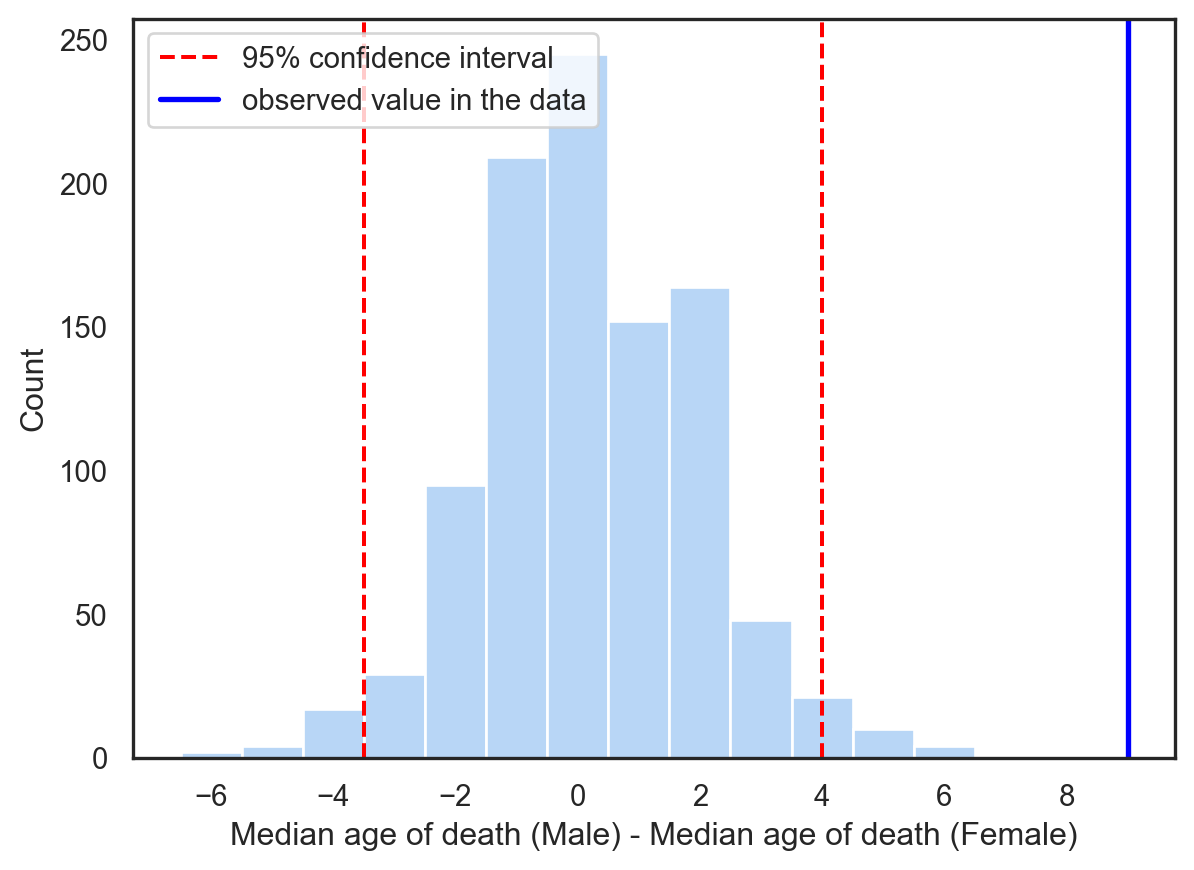 250
200
150
100
50
0
Count
95% confidence interval
observed value in the data
−6 −4 −2 0 2 4 6 8
Median age of death (Male) - Median age of death (Female)